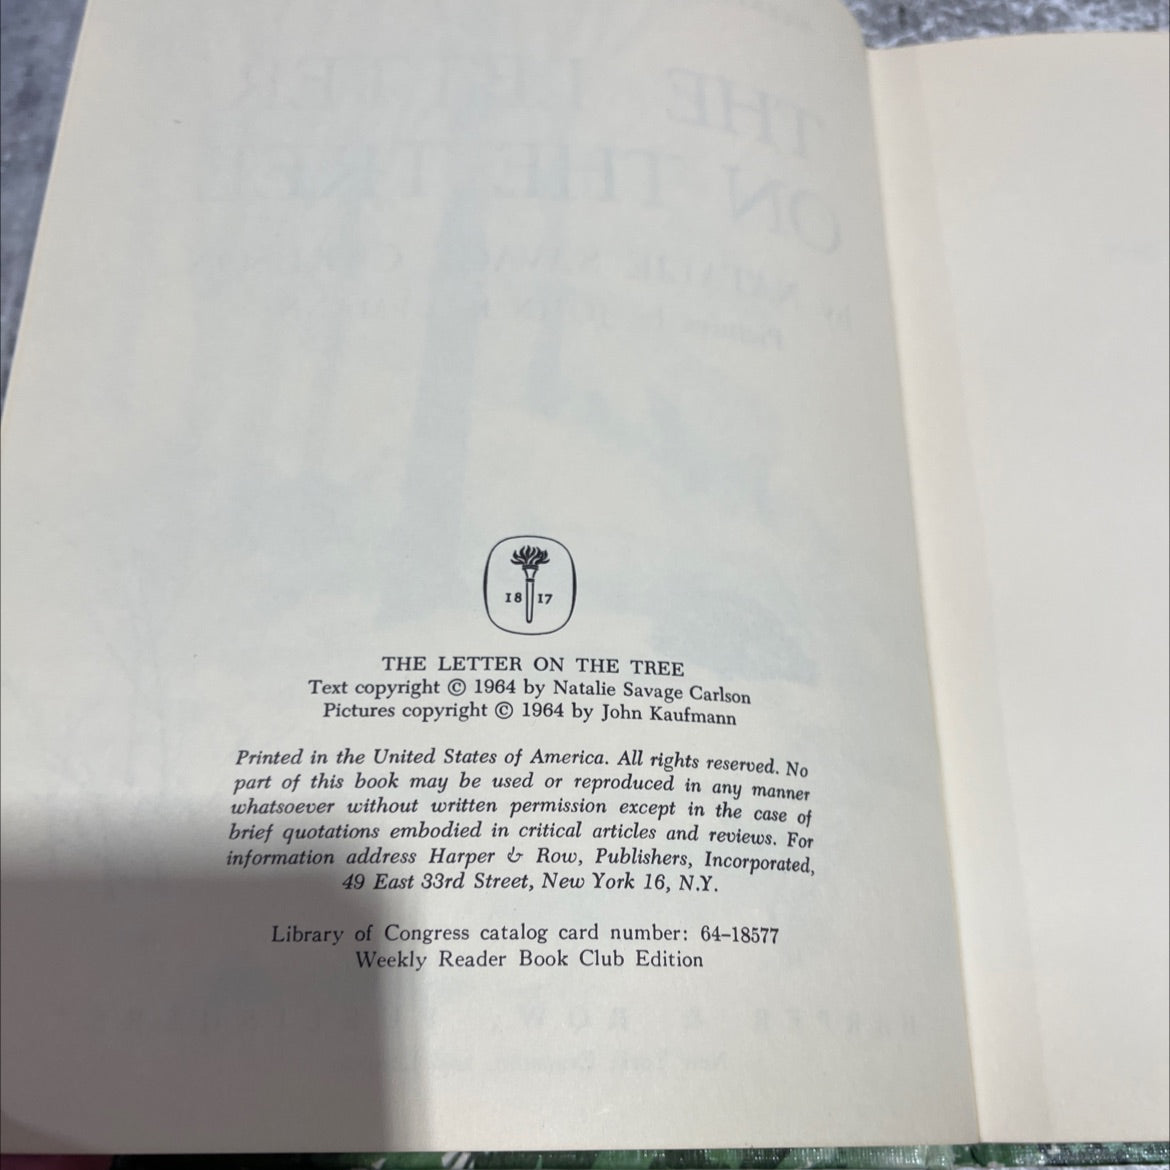 18 17
THE LETTER ON THE TREE
Text copyright © 1964 by Natalie Savage Carlson
Pictures copyright © 1964 by John Kaufmann
Printed in the United States of America. All rights reserved. No
part of this book may be used or reproduced in any manner
whatsoever without written permission except in the case of
brief quotations embodied in critical articles and reviews. For
information address Harper & Row, Publishers, Incorporated,
49 East 33rd Street, New York 16, N.Y.
Library of Congress catalog card number: 64-18577
Weekly Reader Book Club Edition